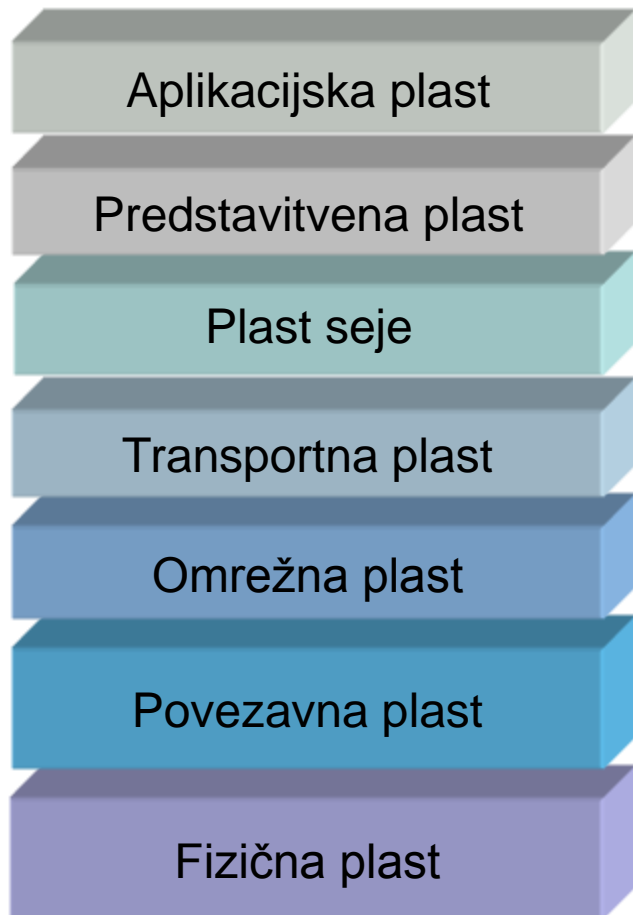 Aplikacijska plast
Predstavitvena plast
Plast seje
Transportna plast
Omrežna plast
Povezavna plast
Fizična plast